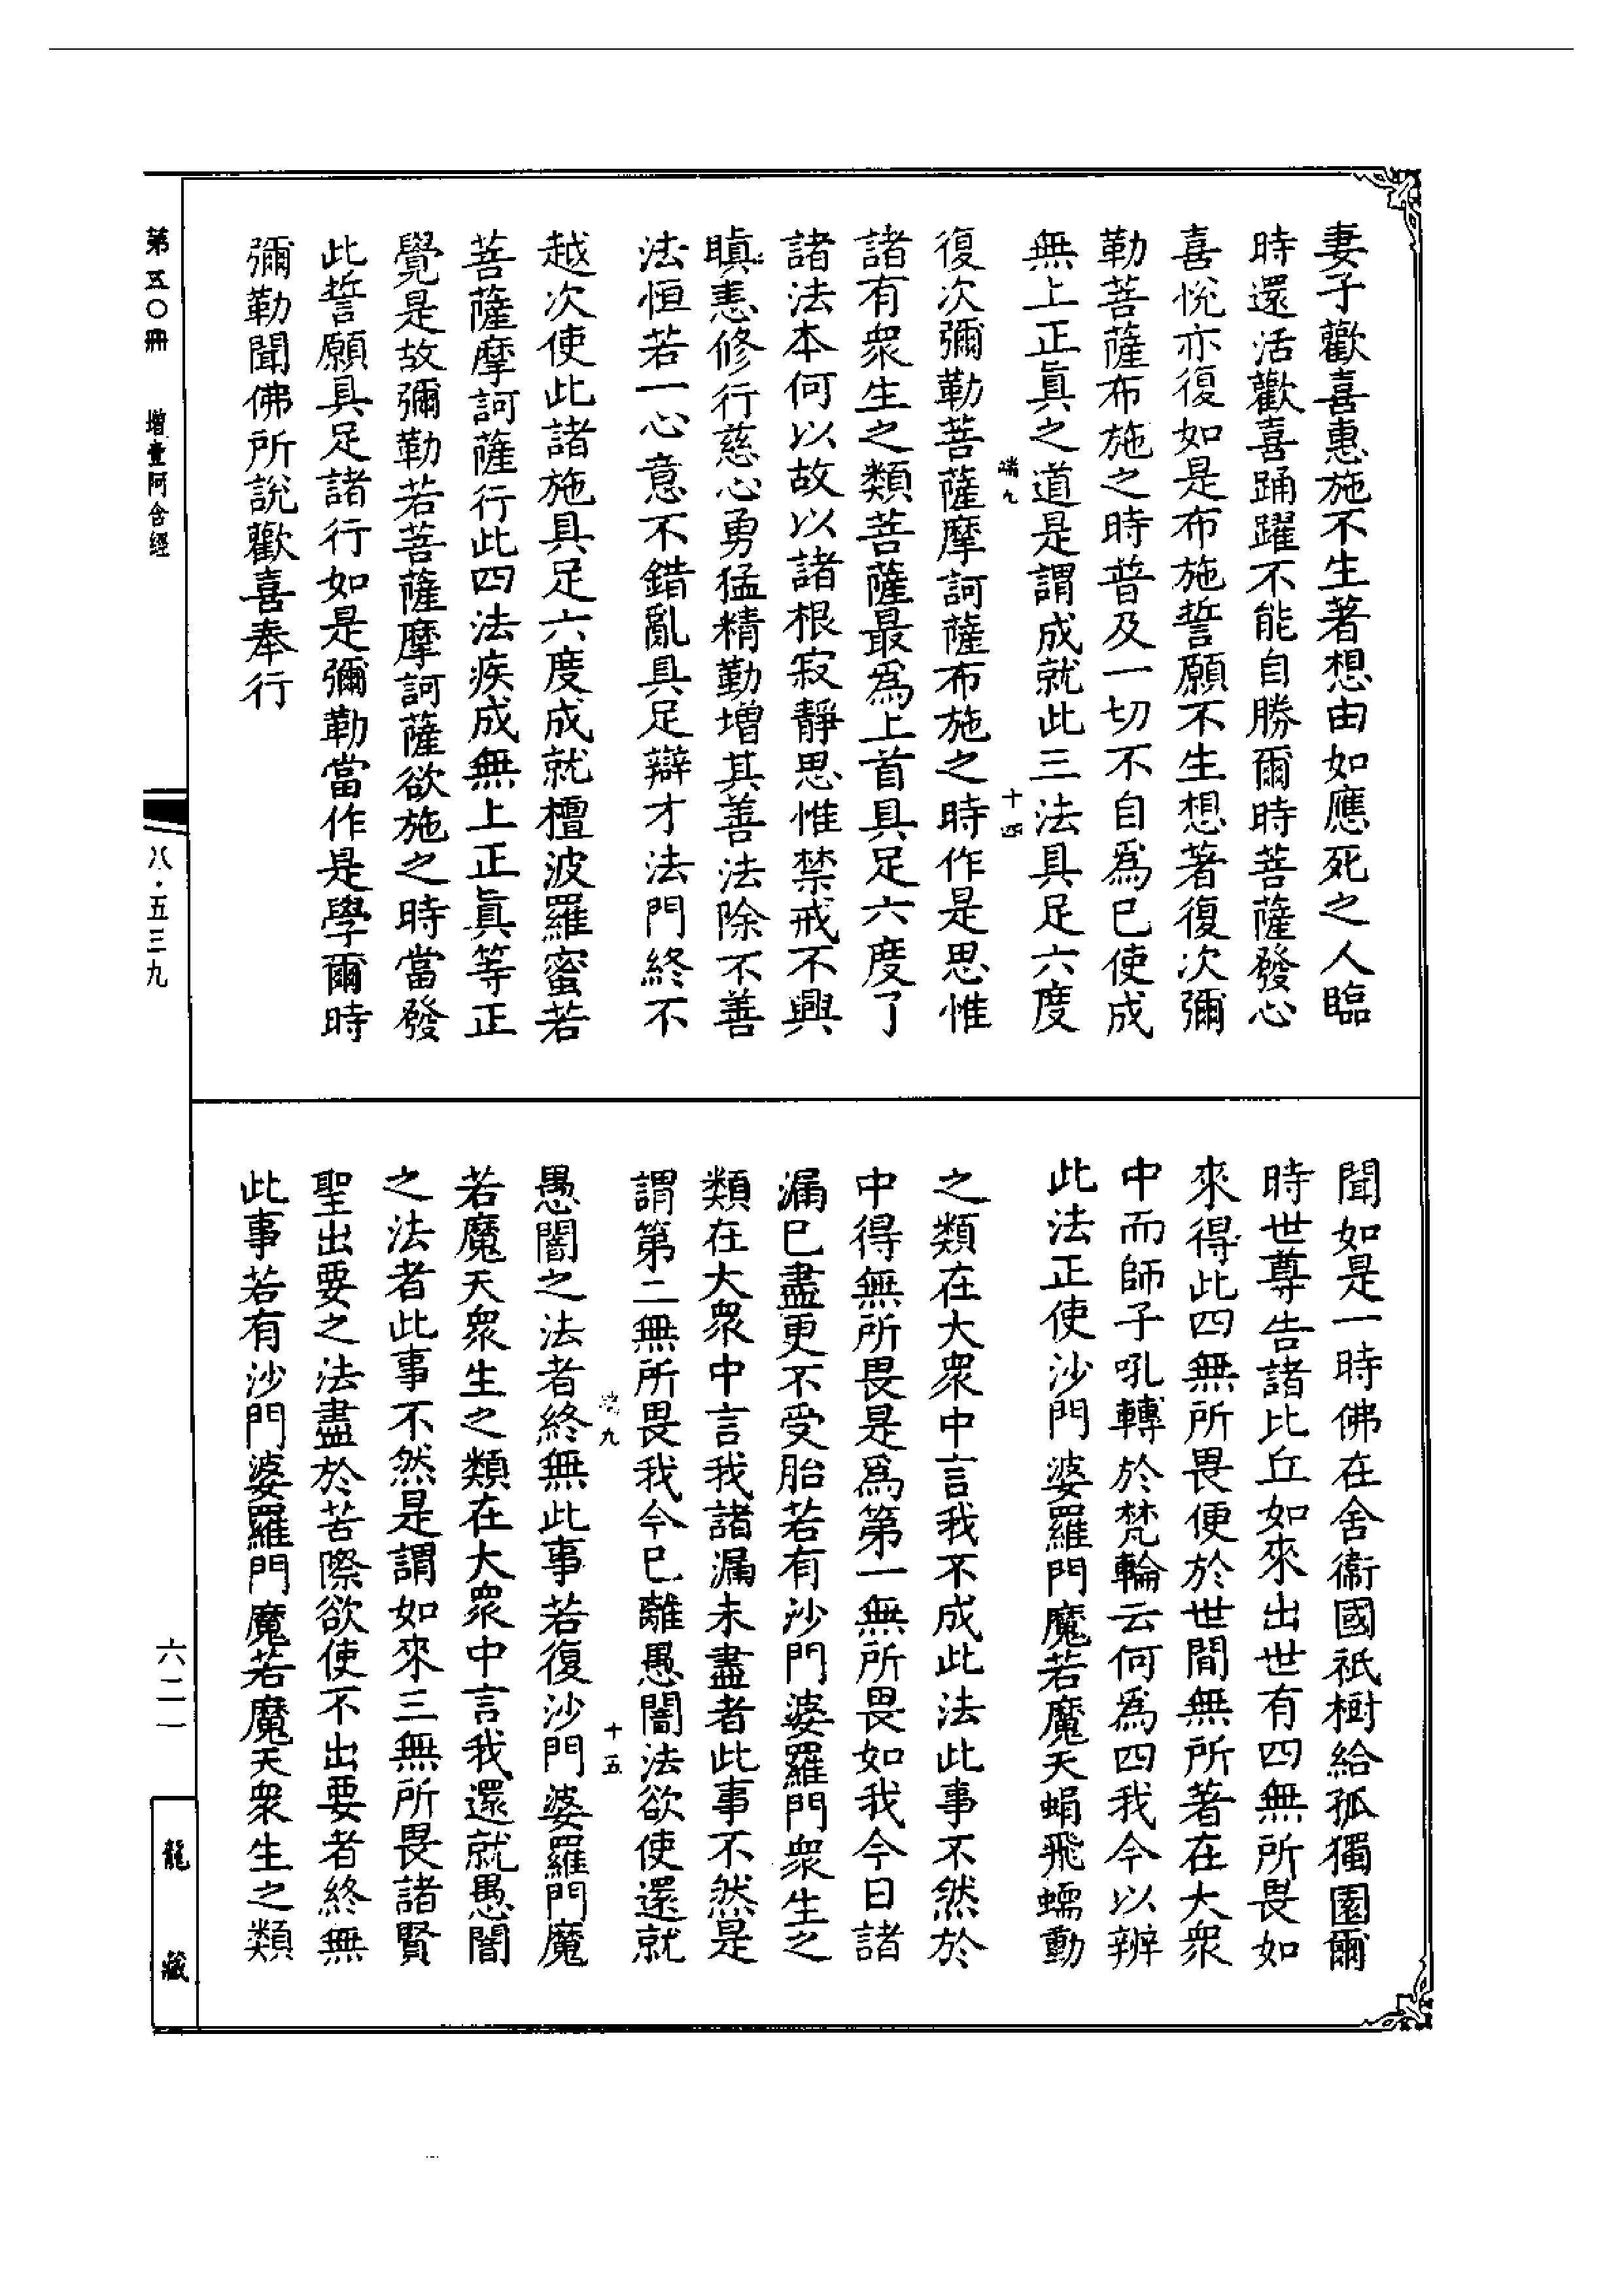 妻子歡喜惠施不生著想由如應死之人臨
時還活歡喜踊躍不能自勝爾時菩薩發心
喜悅亦復如是布施誓願不生想著復次彌
勒菩薩布施之時普及一切不自爲已使成
無上正眞之道是謂成就此三法具足六度
端九
十四
復次彌勒菩薩摩訶薩布施之時作是思惟
諸有衆生之類菩薩最爲上首具足六度了
諸法本何以故以諸根寂靜思惟禁戒不興
瞋恚修行慈心勇猛精勤增其善法除不善
法恒若一心意不錯亂具足辯才法門終不
越次使此諸施具足六度成就檀波羅蜜若
菩薩摩訶薩行此四法疾成無上正眞等正
覺是故彌勒若菩薩摩訶薩欲施之時當發
此誓願具足諸行如是彌勒當作是學爾時
彌勒聞佛所說歡喜奉行
聞如是一時佛在舍衞國祇樹給孤獨園爾
時世尊告諸比丘如來出世有四無所畏如
來得此四無所畏便於世間無所著在大衆
中而師子吼轉於梵輪云何爲四我今以辨
此法正使沙門婆羅門魔若魔天蜎飛蠕動
之類在大衆中言我不成此法此事不然於
中得無所畏是爲第一無所畏如我今日諸
漏已盡更不受胎若有沙門婆羅門衆生之
類在大衆中言我諸漏未盡者此事不然是
謂第二無所畏我今已離愚闇法欲使還就
端九
十五
愚闇之法者終無此事若復沙門婆羅門魔
若魔天衆生之類在大衆中言我還就愚闇
之法者此事不然是謂如來三無所畏諸賢
聖出要之法盡於苦際欲使不出要者終無
此事若有沙門婆羅門魔若魔天衆生之類
第五〇冊 增壹阿含經
八·五三九
六二一
龍藏